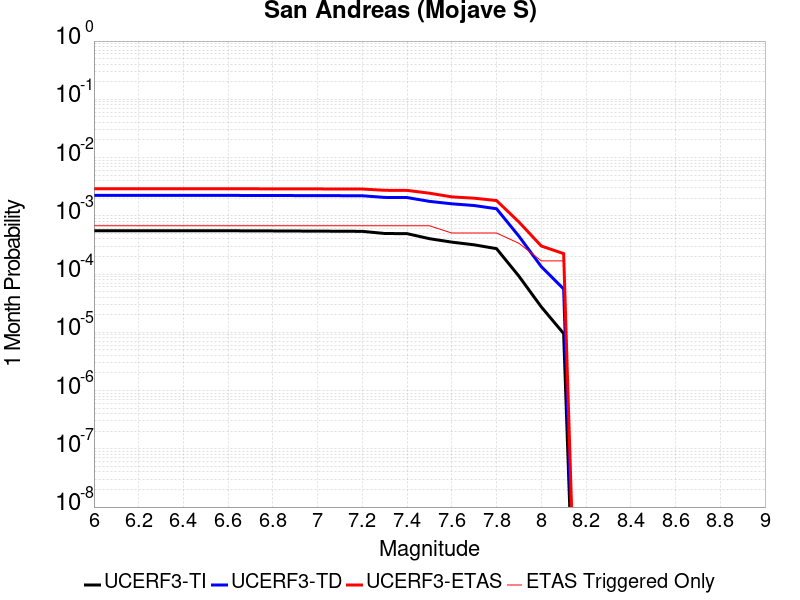 San Andreas (Mojave S)
10^0
10^-1
10^-2
10^-3
10^-4
10^-5
10^-6
10^-7
10^-8
1 Month Probability
6 6.2 6.4 6.6 6.8 7 7.2 7.4 7.6 7.8 8 8.2 8.4 8.6 8.8 9
Magnitude
UCERF3-TI UCERF3-TD UCERF3-ETAS ETAS Triggered Only